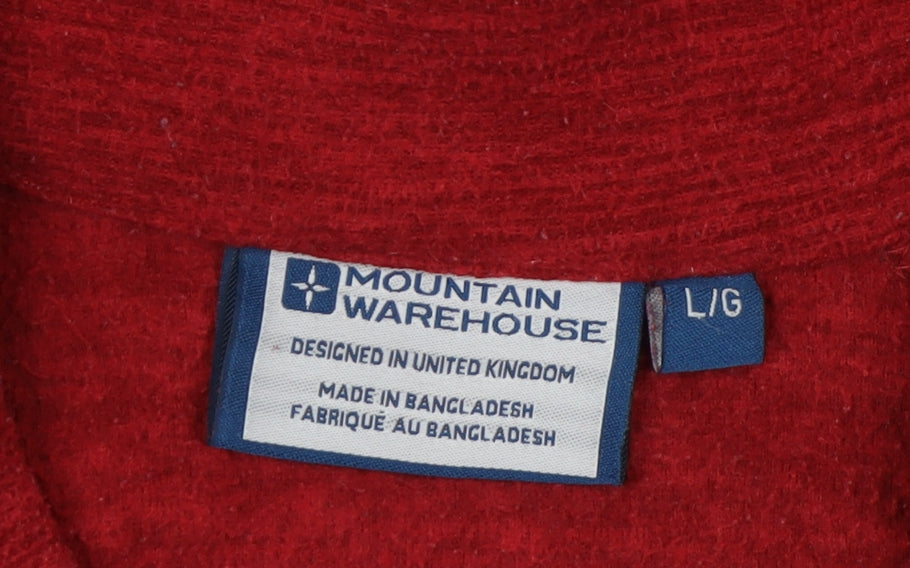 MOUNTAIN
WAREHOUSE
DESIGNED IN UNITED KINGDOM
MADE IN BANGLADESH
FABRIQUÉ AU BANGLADESH
L/G